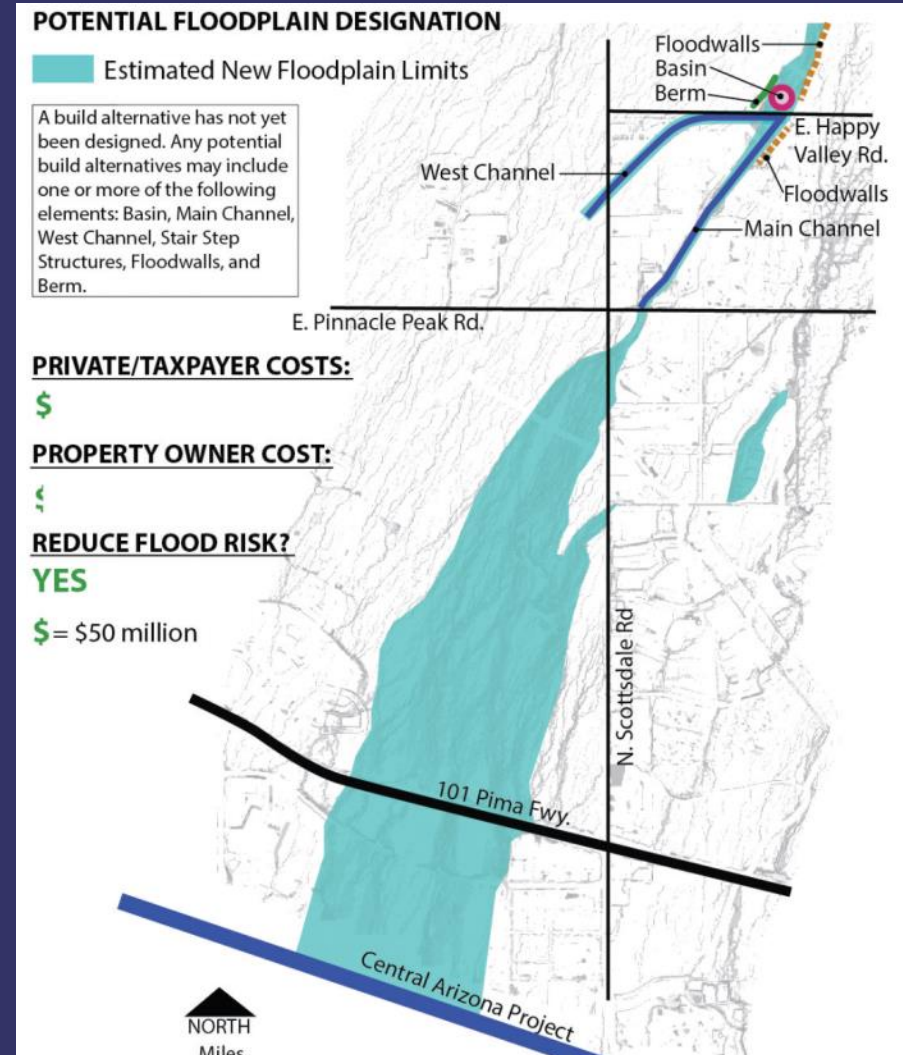 POTENTIAL FLOODPLAIN DESIGNATION
Estimated New Floodplain Limits
A build alternative has not yet
been designed. Any potential
build alternatives may include
one or more of the following
elements: Basin, Main Channel,
West Channel, Stair Step
Structures, Floodwalls, and
Berm.
Floodwalls
Basin
Berm
E. Happy
Valley Rd.
West Channel
Floodwalls
Main Channel
E. Pinnacle Peak Rd.
PRIVATE/TAXPAYER COSTS:
$
PROPERTY OWNER COST:
$
REDUCE FLOOD RISK?
YES
$ = $50 million
N. Scottsdale Rd
101 Pima Fwy.
Central Arizona Project
NORTH
Miles